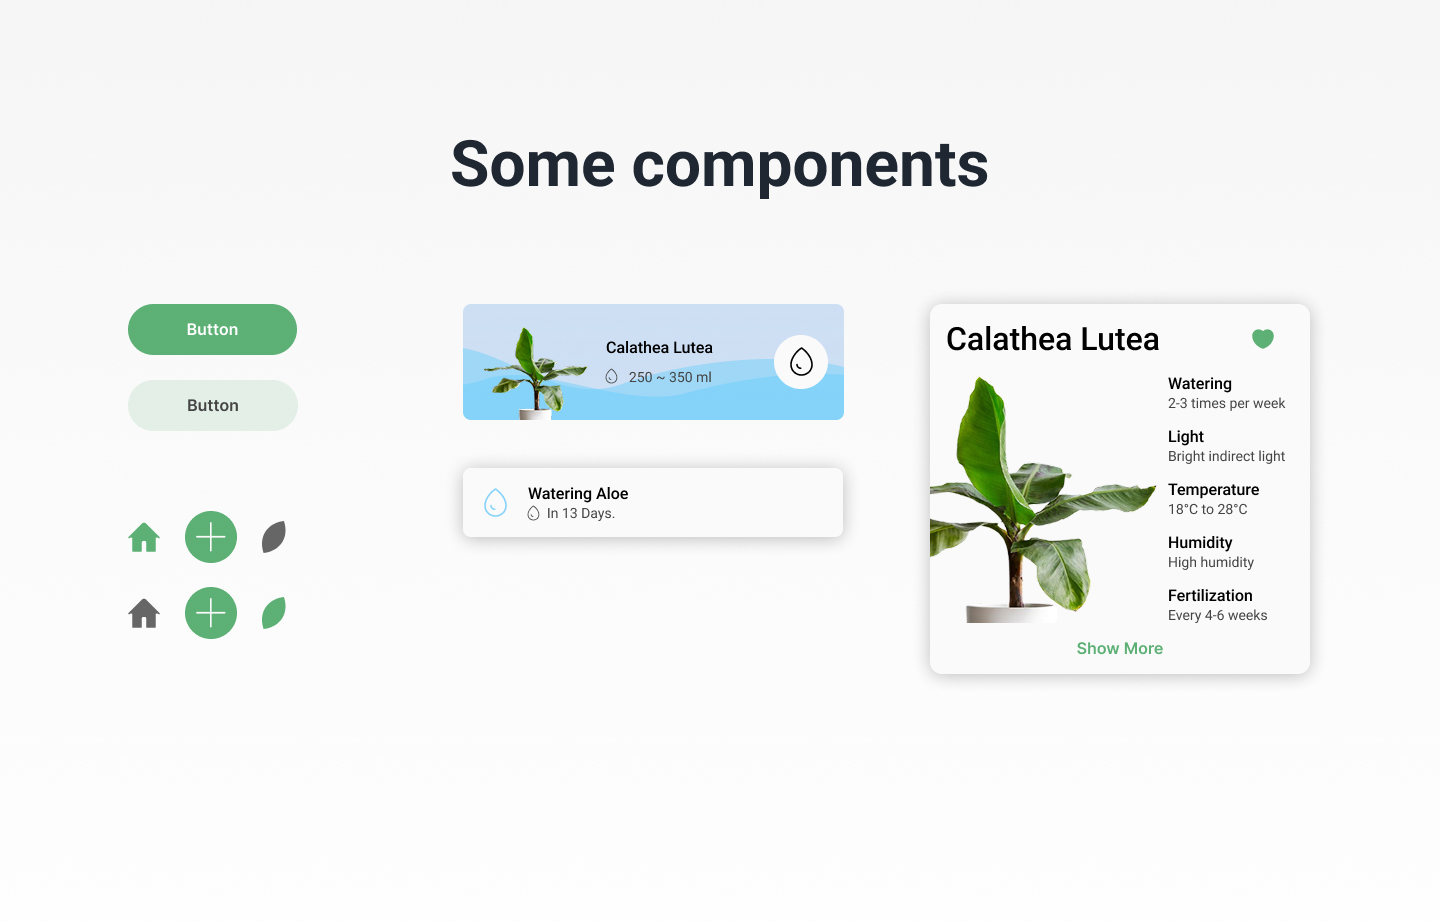 Some components
Button
Button
Calathea Lutea
250 ~ 350 ml
Watering Aloe
In 13 Days.
Calathea Lutea
Watering
2-3 times per week
Light
Bright indirect light
Temperature
18°C to 28°C
Humidity
High humidity
Fertilization
Every 4-6 weeks
Show More